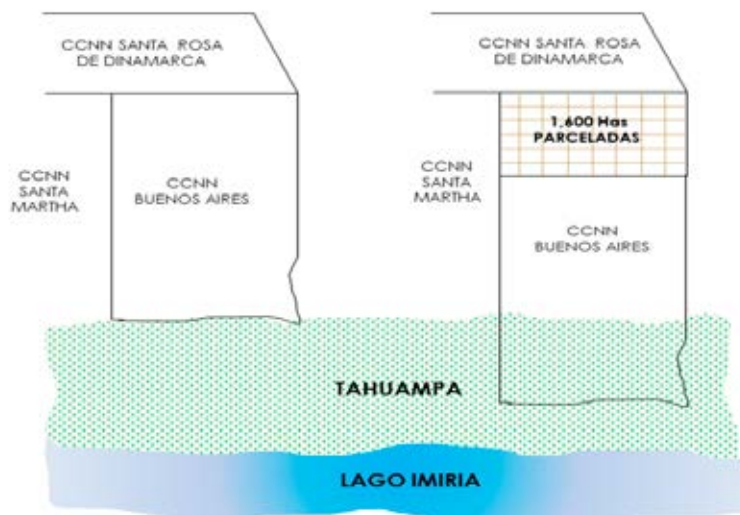 CCNN SANTA ROSA
DE DINAMARCA
CCNN
SANTA
MARTHA
CCNN
BUENOS AIRES
CCNN SANTA ROSA
DE DINAMARCA
1,600 Has
PARCELADAS
CCNN
SANTA
MARTHA
CCNN
BUENOS AIRES
TAHUAMPA
LAGO IMIRIA